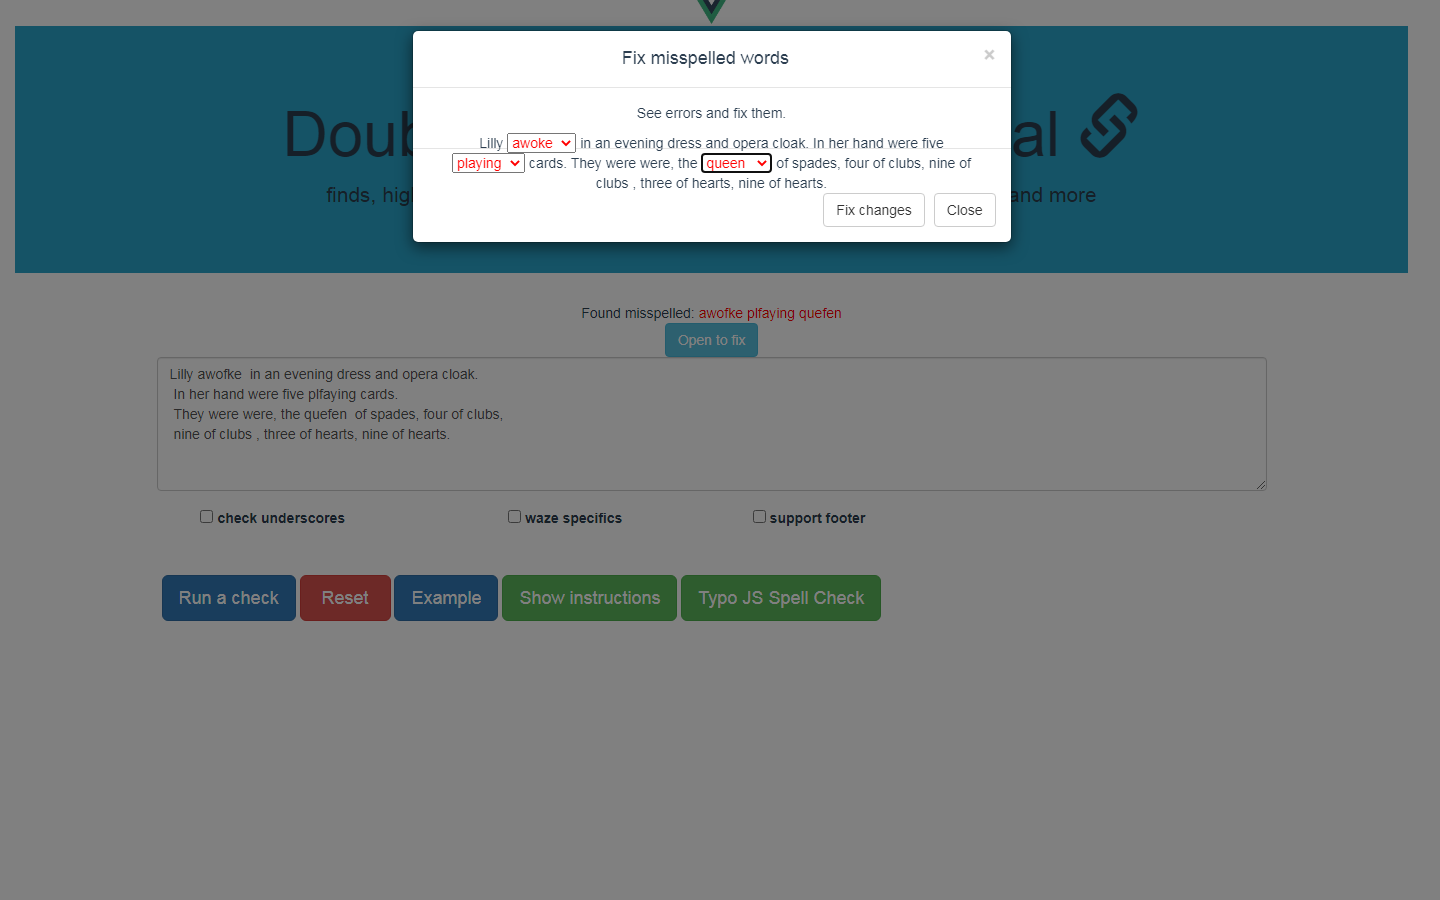 Fix misspelled words
×
See errors and fix them.
Lilly awoke in an evening dress and opera cloak. In her hand were five
playing cards. They were were, the queen of spades, four of clubs, nine of
clubs , three of hearts, nine of hearts.
Fix changes Close
Doub al
finds, hig and more
Found misspelled: awofke plfaying quefen
Open to fix
Lilly awofke  in an evening dress and opera cloak.
In her hand were five plfaying cards.
They were were, the quefen  of spades, four of clubs,
nine of clubs , three of hearts, nine of hearts.
check underscores waze specifics support footer
Run a check Reset Example Show instructions Typo JS Spell Check